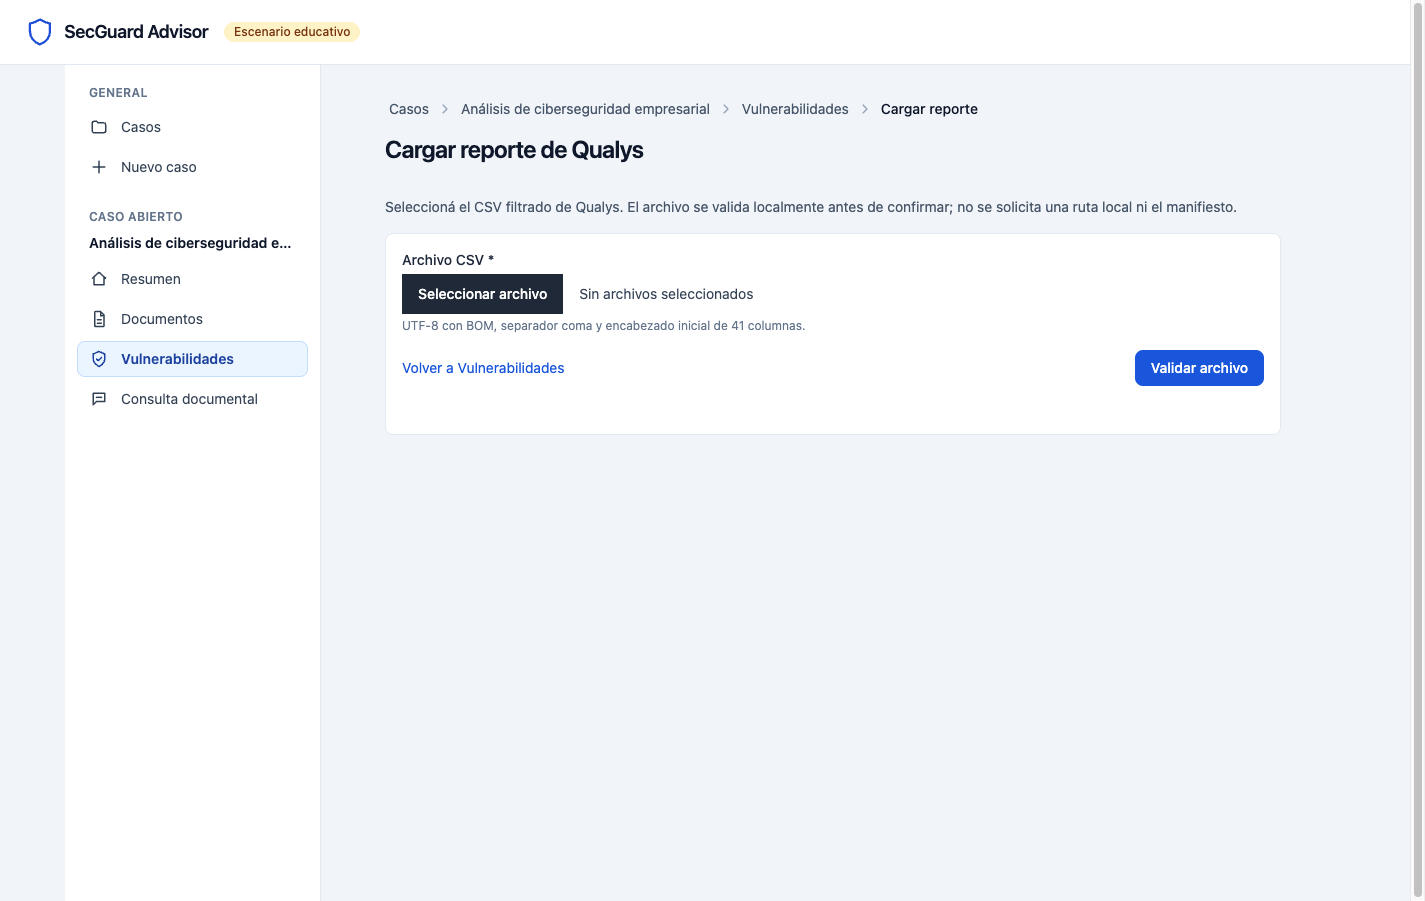 SecGuard Advisor
Escenario educativo
GENERAL
Casos
Nuevo caso
CASO ABIERTO
Análisis de ciberseguridad e...
Resumen
Documentos
Vulnerabilidades
Consulta documental
Casos > Análisis de ciberseguridad empresarial > Vulnerabilidades > Cargar reporte
Cargar reporte de Qualys
Seleccioná el CSV filtrado de Qualys. El archivo se valida localmente antes de confirmar; no se solicita una ruta local ni el manifiesto.
Archivo CSV *
Seleccionar archivo Sin archivos seleccionados
UTF-8 con BOM, separador coma y encabezado inicial de 41 columnas.
Volver a Vulnerabilidades Validar archivo